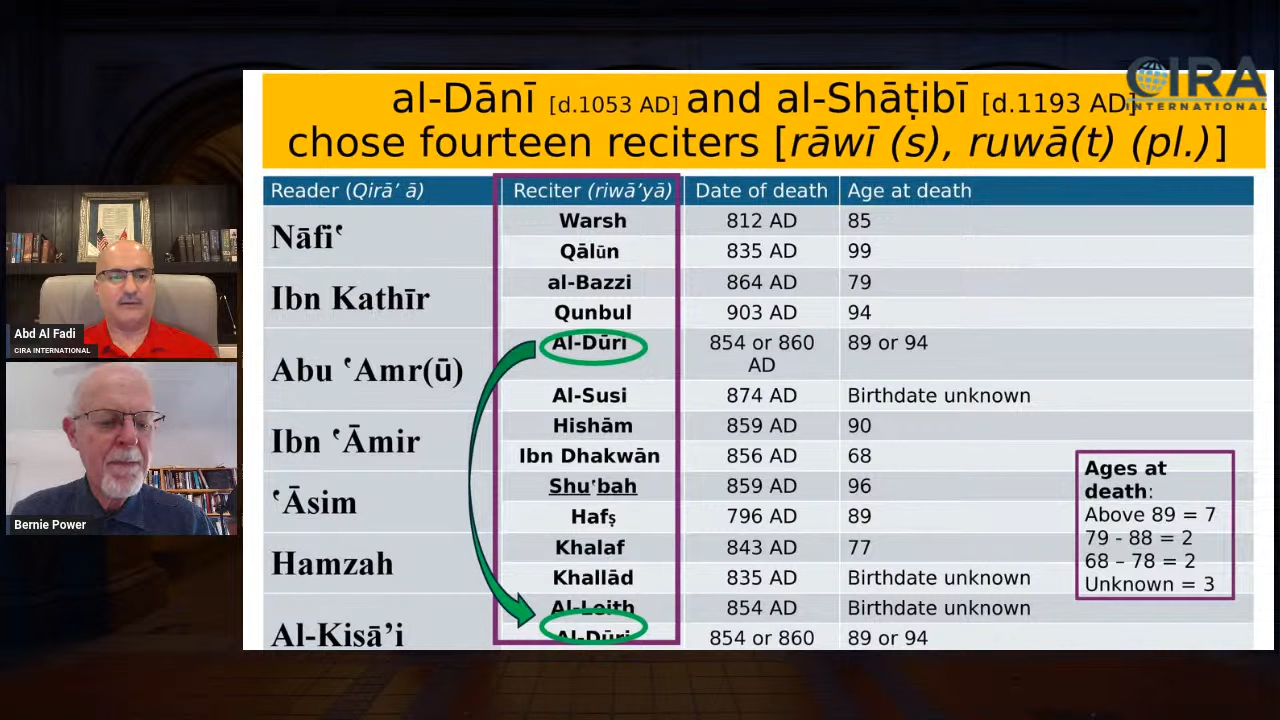 CIRA
INTERNATIONAL
al-Dānī [d.1053 AD] and al-Shāṭibī [d.1193 AD]
chose fourteen reciters [rāwī (s), ruwā(t) (pl.)]
Reader (Qirā’ ā) Reciter (riwā’yā) Date of death Age at death
Nāfiʿ
Warsh 812 AD 85
Qālūn 835 AD 99
Ibn Kathīr
al-Bazzi 864 AD 79
Qunbul 903 AD 94
Abu ʿAmr(ū)
Al-Dūri 854 or 860 AD 89 or 94
Al-Susi 874 AD Birthdate unknown
Ibn ʿĀmir
Hishām 859 AD 90
Ibn Dhakwān 856 AD 68
ʿĀsim
Shu‛bah 859 AD 96
Hafṣ 796 AD 89
Hamzah
Khalaf 843 AD 77
Khallād 835 AD Birthdate unknown
Al-Kisā’i
Al-Leith 854 AD Birthdate unknown
Al-Dūri 854 or 860 89 or 94
Ages at
death:
Above 89 = 7
79 - 88 = 2
68 – 78 = 2
Unknown = 3
Abd Al Fadi
CIRA INTERNATIONAL
Bernie Power